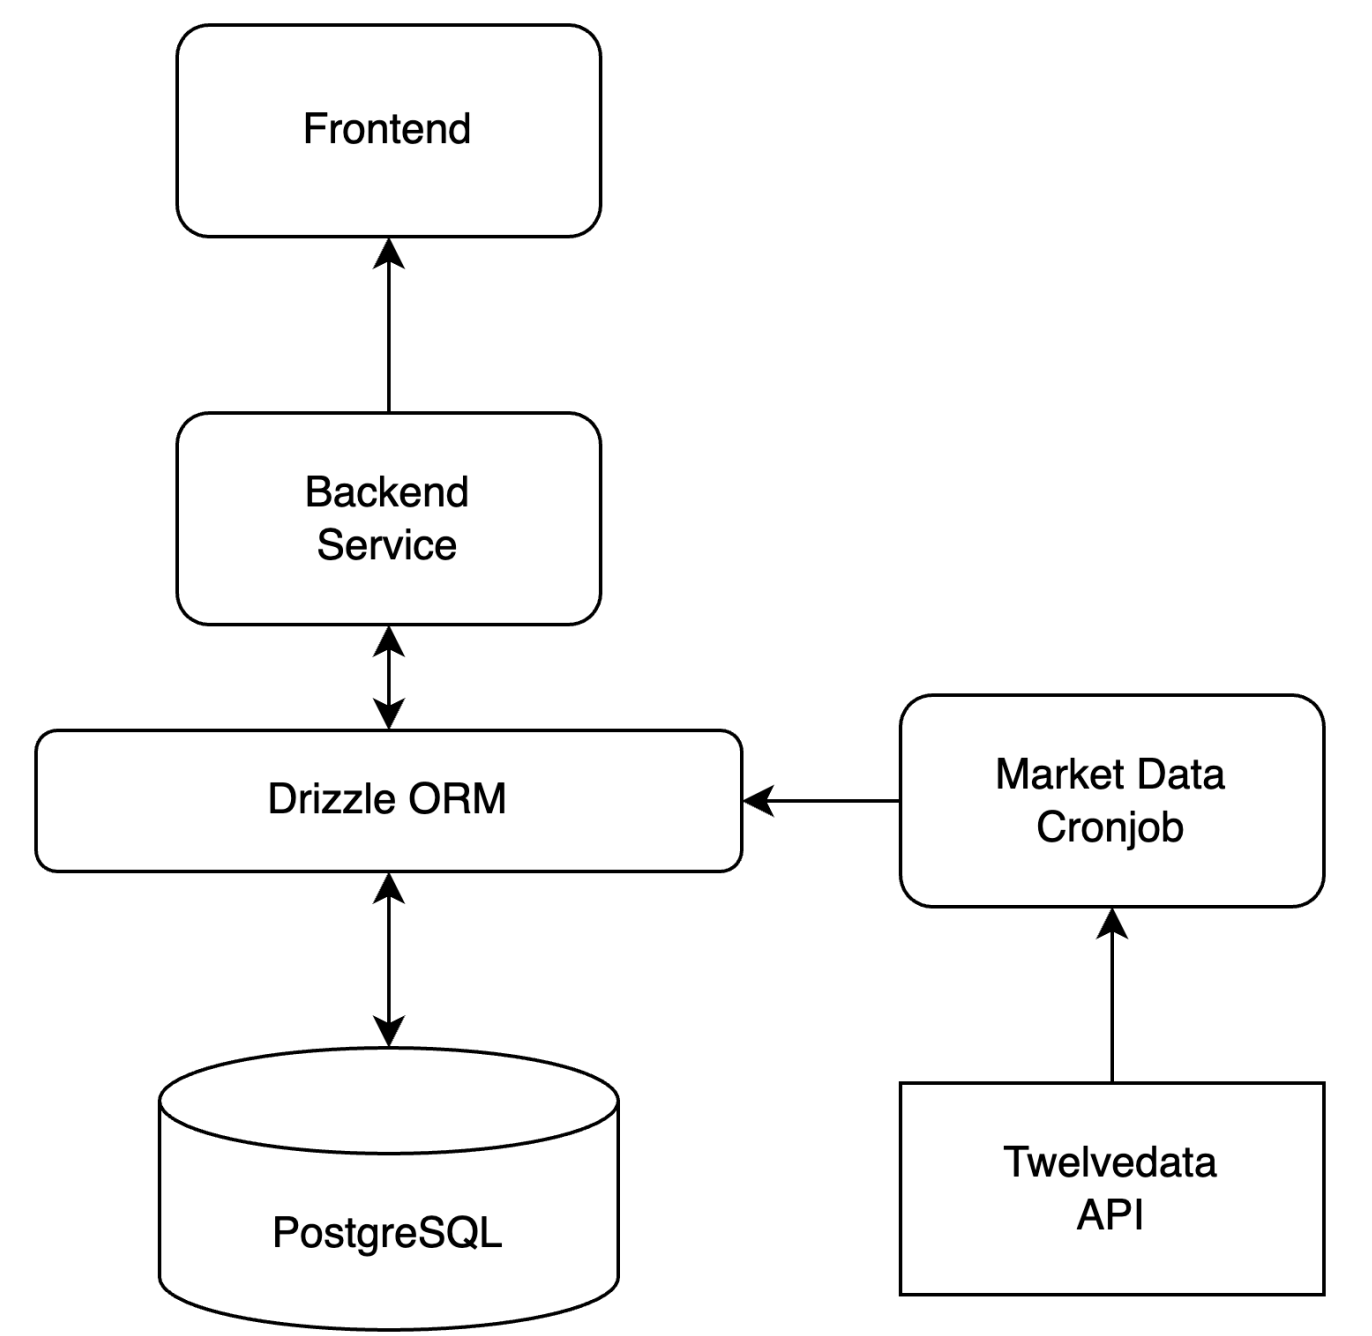 Frontend
Backend
Service
Drizzle ORM
Market Data
Cronjob
PostgreSQL
Twelvedata
API